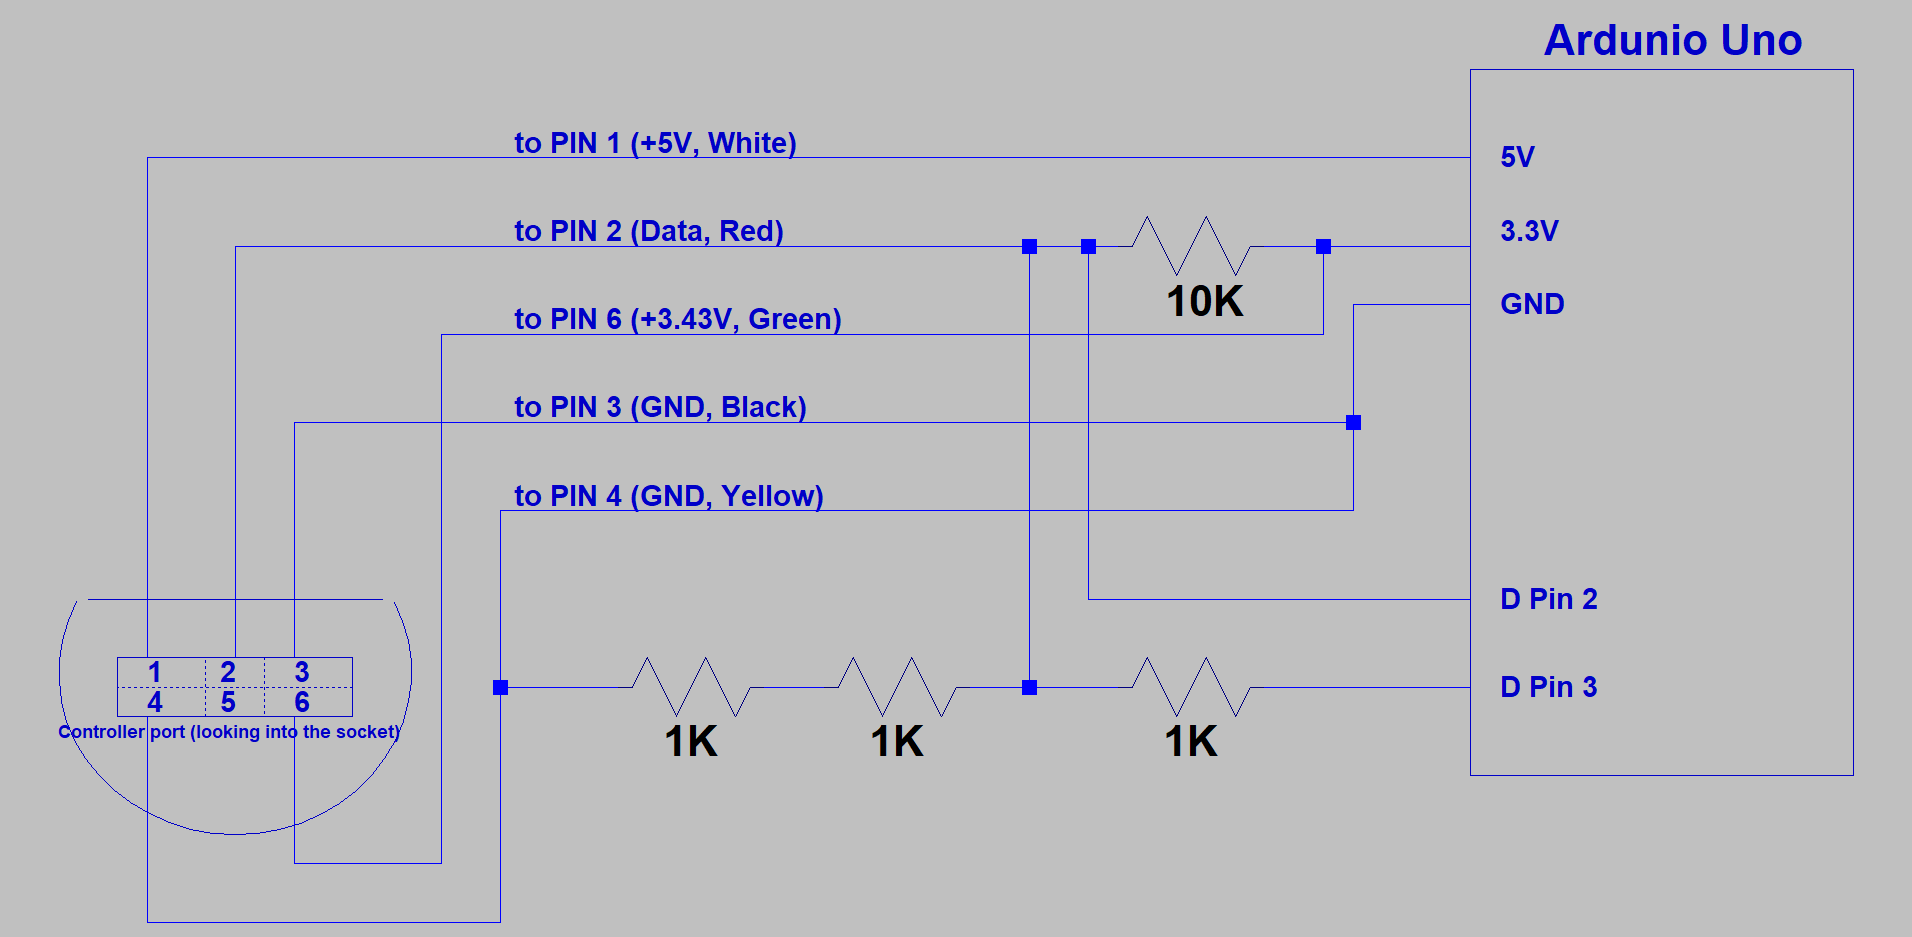 Ardunio Uno
to PIN 1 (+5V, White)
5V
to PIN 2 (Data, Red)
3.3V
10K
GND
to PIN 6 (+3.43V, Green)
to PIN 3 (GND, Black)
to PIN 4 (GND, Yellow)
D Pin 2
1 2 3
4 5 6
Controller port (looking into the socket)
D Pin 3
1K 1K 1K